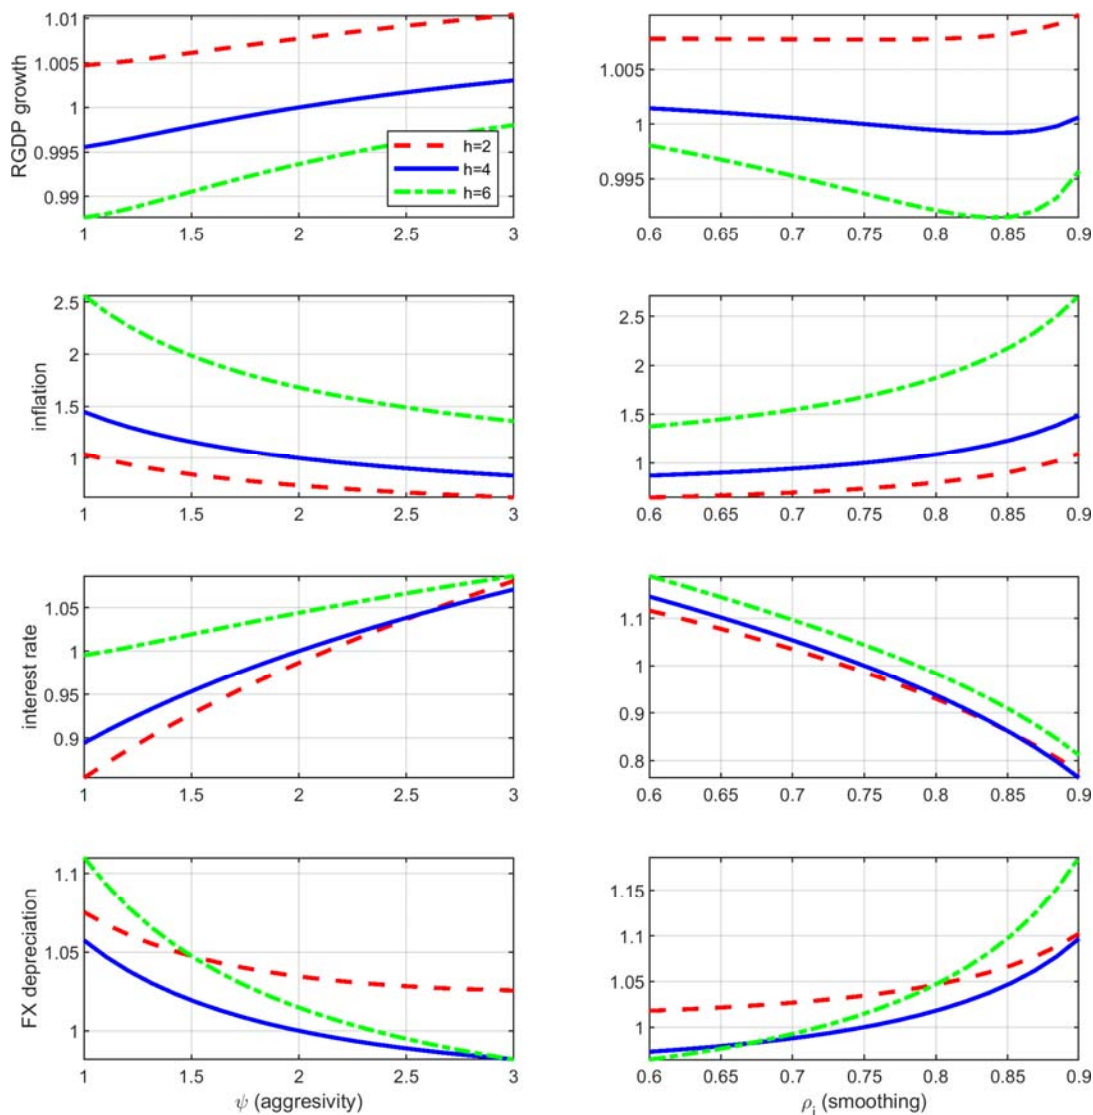 1.01
1.005
1
0.995
0.99
RGDP growth
h=2
h=4
h=6
1 1.5 2 2.5 3
1.005
1
0.995
0.6 0.65 0.7 0.75 0.8 0.85 0.9
2.5
2
1.5
1
inflation
1 1.5 2 2.5 3
2.5
2
1.5
1
0.6 0.65 0.7 0.75 0.8 0.85 0.9
1.05
1
0.95
0.9
interest rate
1 1.5 2 2.5 3
1.1
1
0.9
0.8
0.6 0.65 0.7 0.75 0.8 0.85 0.9
1.1
1.05
1
FX depreciation
1 1.5 2 2.5 3
ψ (aggresivity)
1.15
1.1
1.05
1
0.6 0.65 0.7 0.75 0.8 0.85 0.9
ρi (smoothing)